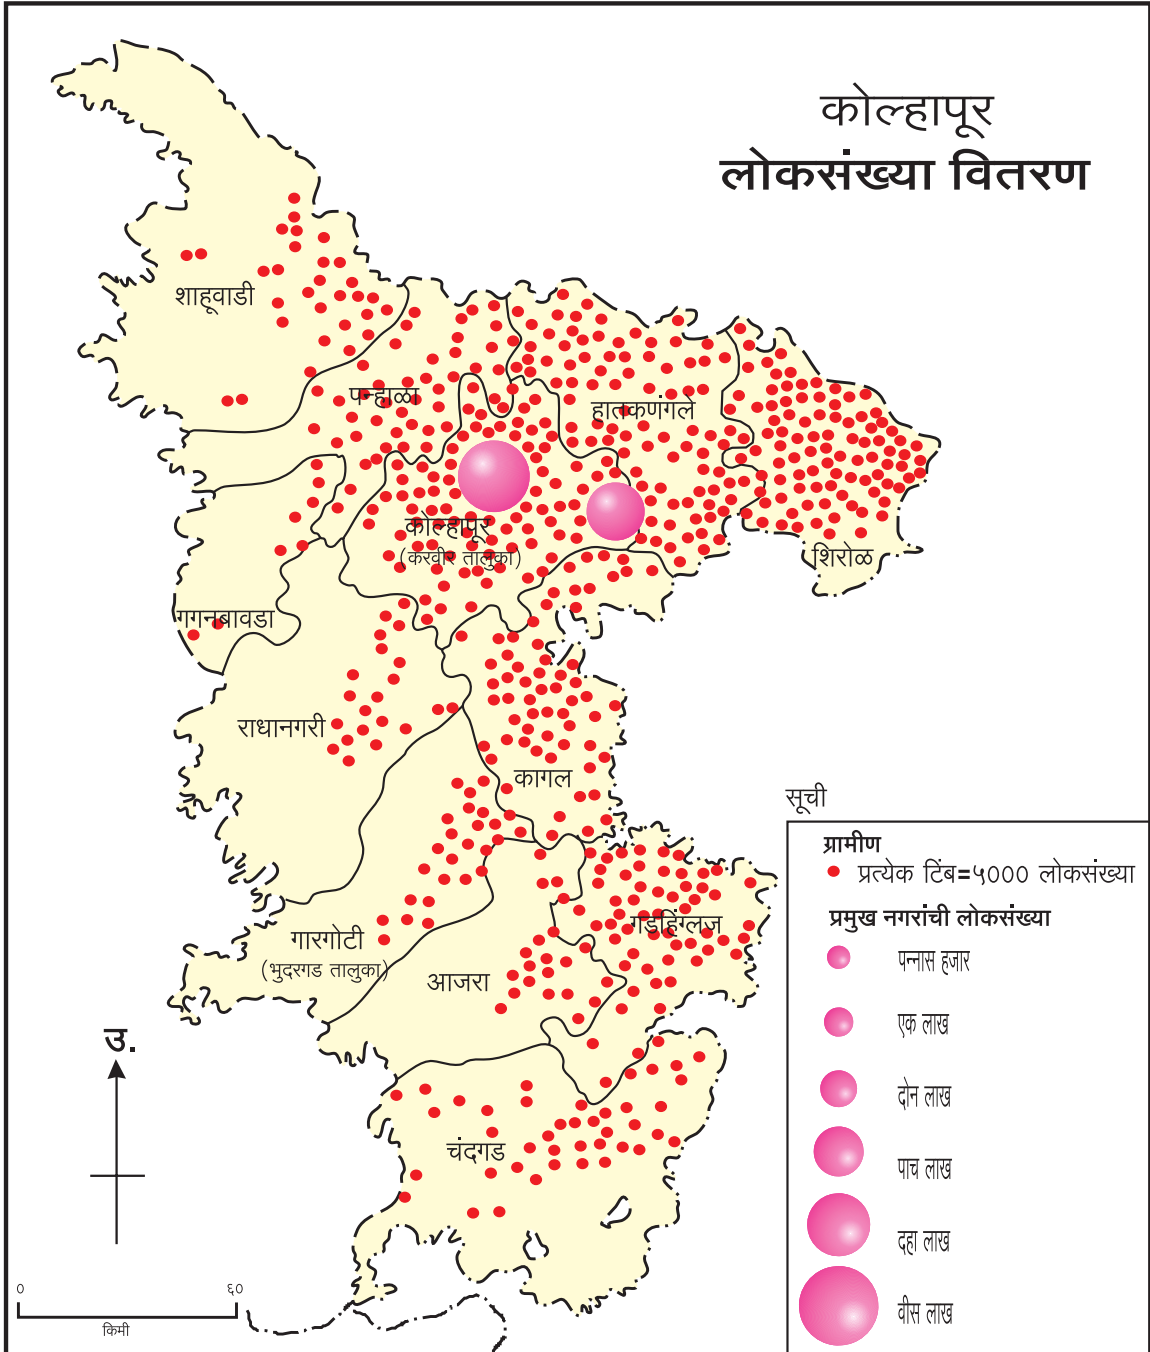 कोल्हापूर
लोकसंख्या वितरण
शाहूवाडी
पन्हाळा
हातकणंगले
कोल्हापूर
(करवीर तालुका)
शिरोळ
गगनबावडा
राधानगरी
कागल
गारगोटी
(भुदरगड तालुका)
आजरा
गडहिंग्लज
चंदगड
सूची
ग्रामीण
प्रत्येक टिंब=५००० लोकसंख्या
प्रमुख नगरांची लोकसंख्या
पन्नास हजार
एक लाख
दोन लाख
पाच लाख
दहा लाख
वीस लाख
उ.
० ६०
किमी